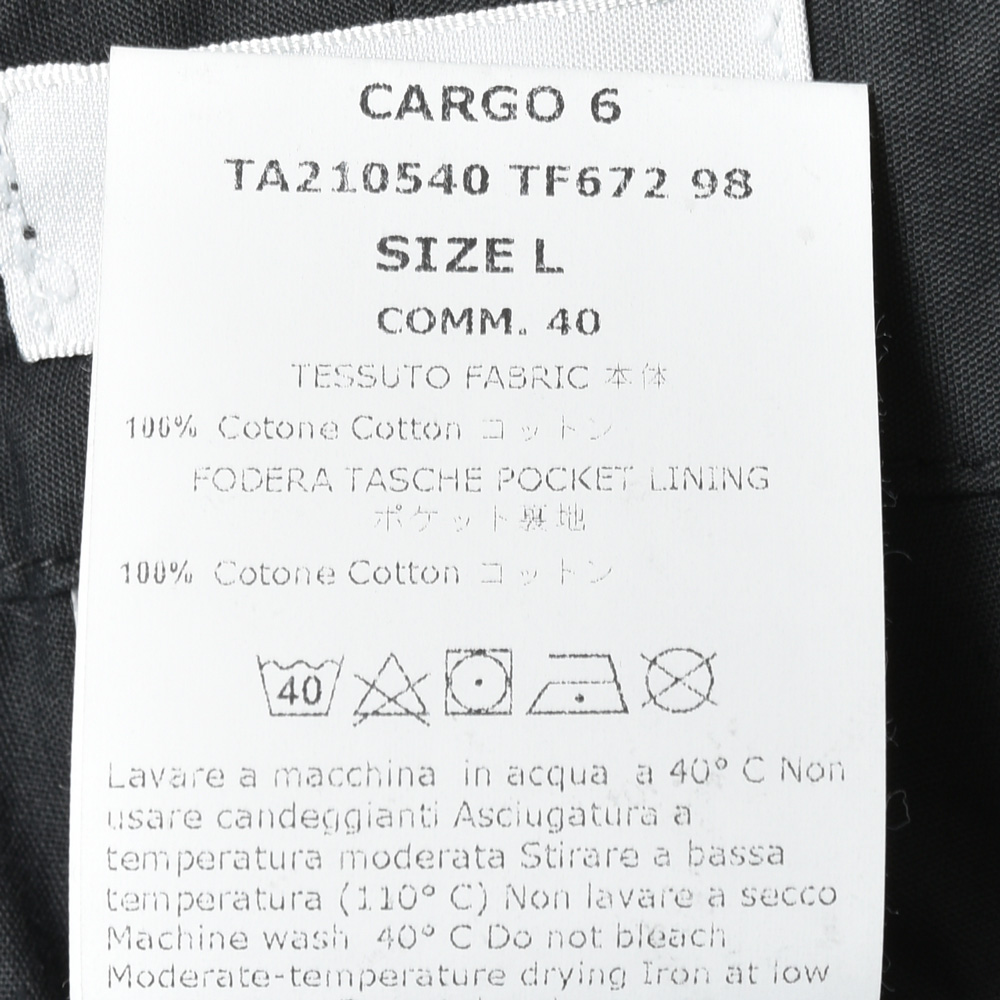 CARGO 6
TA210540 TF672 98
SIZE L
COMM. 40
TESSUTO FABRIC 本体
100% Cotone Cotton コットン
FODERA TASCHE POCKET LINING
ポケット裏地
100% Cotone Cotton コットン
40
Lavare a macchina in acqua a 40° C Non
usare candeggianti Asciugatura a
temperatura moderata Stirare a bassa
temperatura (110° C) Non lavare a secco
Machine wash 40° C Do not bleach
Moderate-temperature drying Iron at low